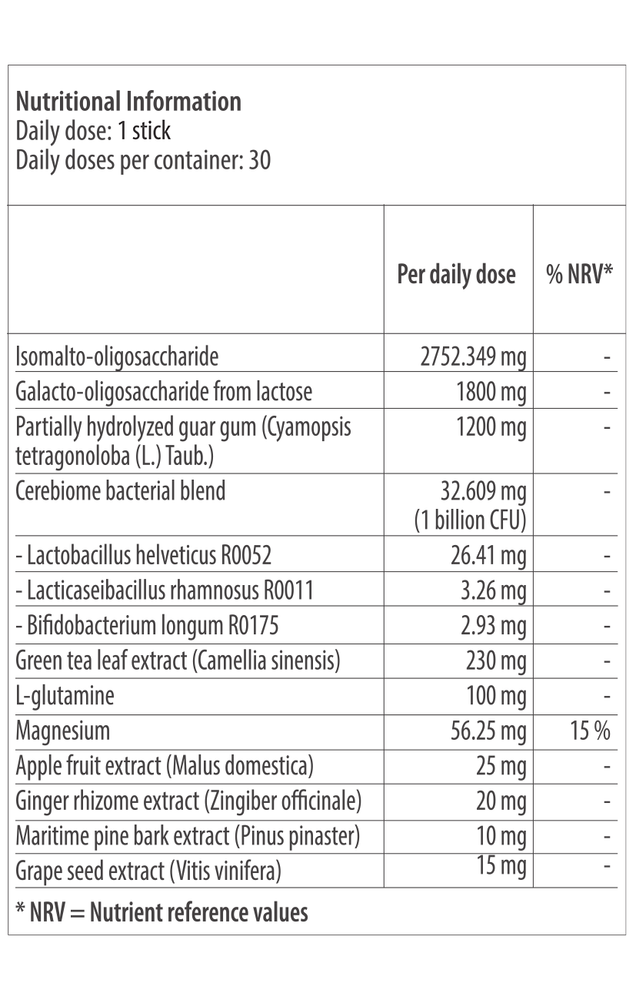 Nutritional Information
Daily dose: 1 stick
Daily doses per container: 30
Per daily dose % NRV*
Isomalto-oligosaccharide 2752.349 mg -
Galacto-oligosaccharide from lactose 1800 mg -
Partially hydrolyzed guar gum (Cyamopsis 1200 mg -
tetragonoloba (L.) Taub.)
Cerebiome bacterial blend 32.609 mg -
(1 billion CFU)
- Lactobacillus helveticus R0052 26.41 mg -
- Lacticaseibacillus rhamnosus R0011 3.26 mg -
- Bifidobacterium longum R0175 2.93 mg -
Green tea leaf extract (Camellia sinensis) 230 mg -
L-glutamine 100 mg -
Magnesium 56.25 mg 15 %
Apple fruit extract (Malus domestica) 25 mg -
Ginger rhizome extract (Zingiber officinale) 20 mg -
Maritime pine bark extract (Pinus pinaster) 10 mg -
Grape seed extract (Vitis vinifera) 15 mg -
* NRV = Nutrient reference values